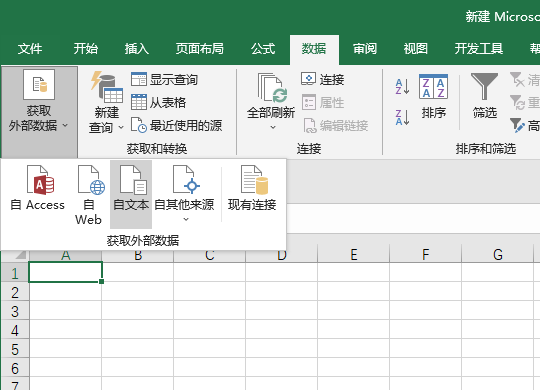 新建 Microsof
文件 开始 插入 页面布局 公式 数据 审阅 视图 开发工具
获取
外部数据
新建
查询
显示查询
从表格
最近使用的源
获取和转换
全部刷新
连接
属性
编辑链接
连接
A
Z
Z
A
Z A
A Z
排序
筛选
清
重
高
排序和筛选
自 Access
自
Web
自文本
自其他来源
现有连接
获取外部数据
A B C D E F G
1
2
3
4
5
6
7